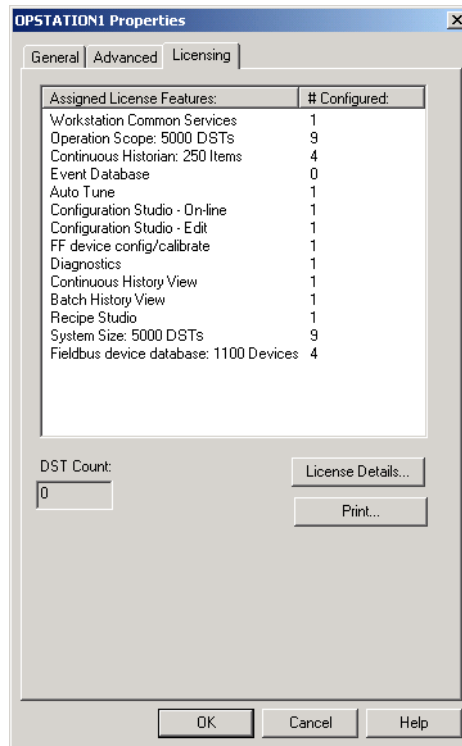 OPSTATION1 Properties
General Advanced Licensing
Assigned License Features: # Configured:
Workstation Common Services 1
Operation Scope: 5000 DSTs 9
Continuous Historian: 250 Items 4
Event Database 0
Auto Tune 1
Configuration Studio - On-line 1
Configuration Studio - Edit 1
FF device config/calibrate 1
Diagnostics 1
Continuous History View 1
Batch History View 1
Recipe Studio 1
System Size: 5000 DSTs 9
Fieldbus device database: 1100 Devices 4
DST Count:
0
License Details...
Print...
OK Cancel Help